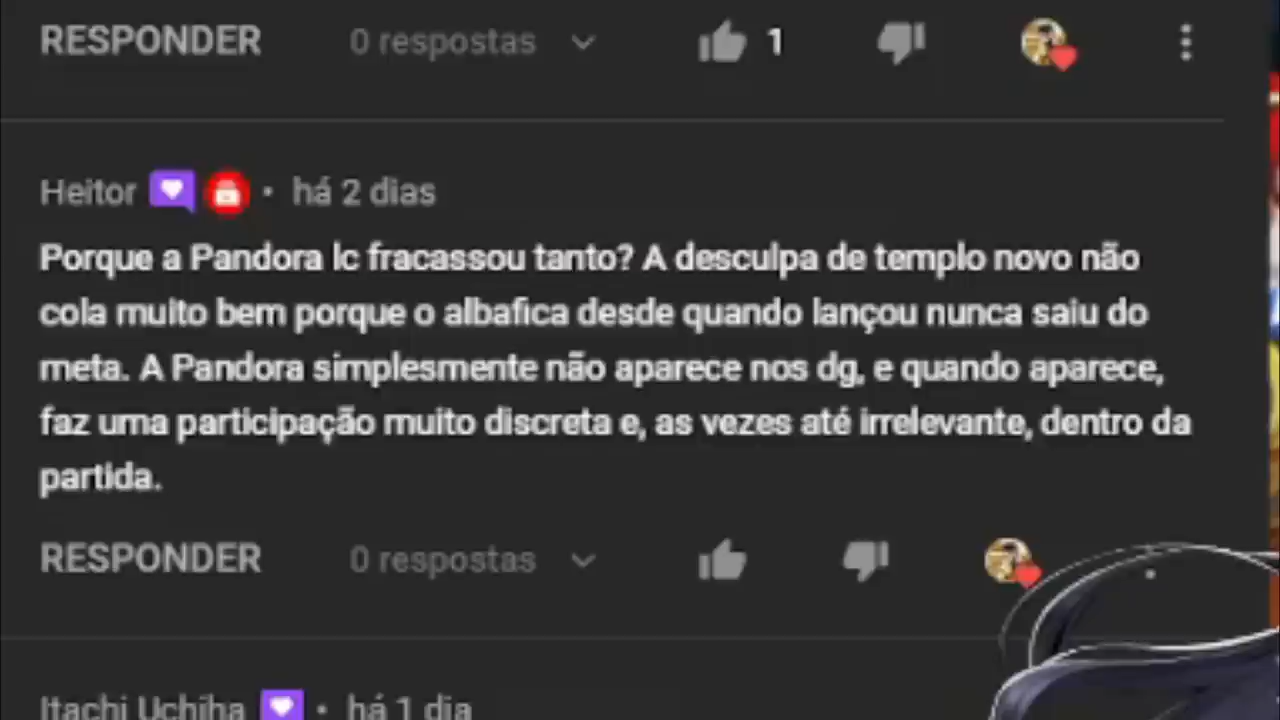 RESPONDER 0 respostas 1
Heitor • há 2 dias
Porque a Pandora lc fracassou tanto? A desculpa de templo novo não
cola muito bem porque o albafica desde quando lançou nunca saiu do
meta. A Pandora simplesmente não aparece nos dg, e quando aparece,
faz uma participação muito discreta e, as vezes até irrelevante, dentro da
partida.
RESPONDER 0 respostas
Itachi Uchiha • há 1 dia